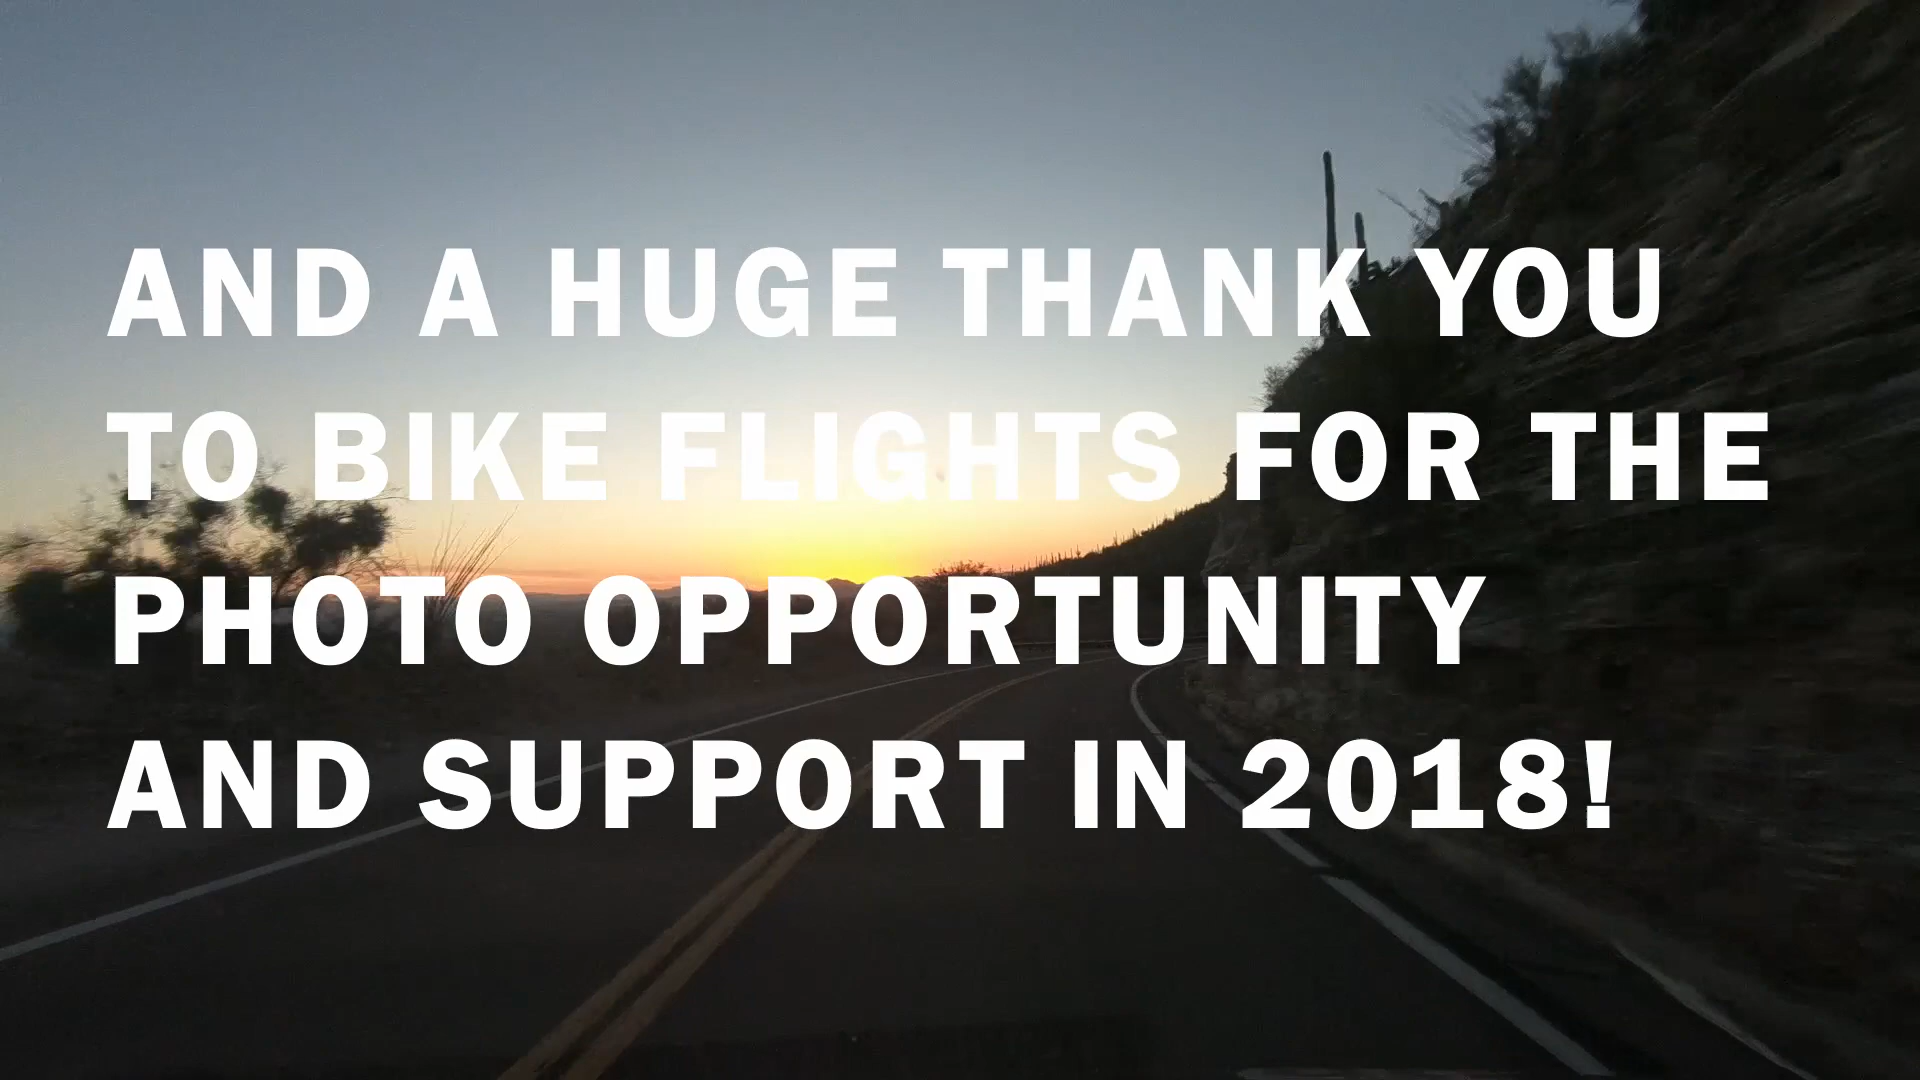 AND A HUGE THANK YOU
TO BIKE FLIGHTS FOR THE
PHOTO OPPORTUNITY
AND SUPPORT IN 2018!